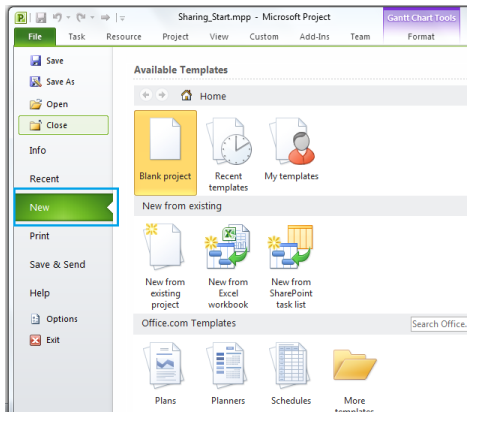 Sharing_Start.mpp - Microsoft Project
Gantt Chart Tools
File Task Resource Project View Custom Add-Ins Team Format
Save
Save As
Open
Close
Info
Recent
New
Print
Save & Send
Help
Options
Exit
Available Templates
Home
Blank project
Recent
templates
My templates
New from existing
New from
existing
project
New from
Excel
workbook
New from
SharePoint
task list
Office.com Templates
Search Office.
Plans
Planners
Schedules
More
templates